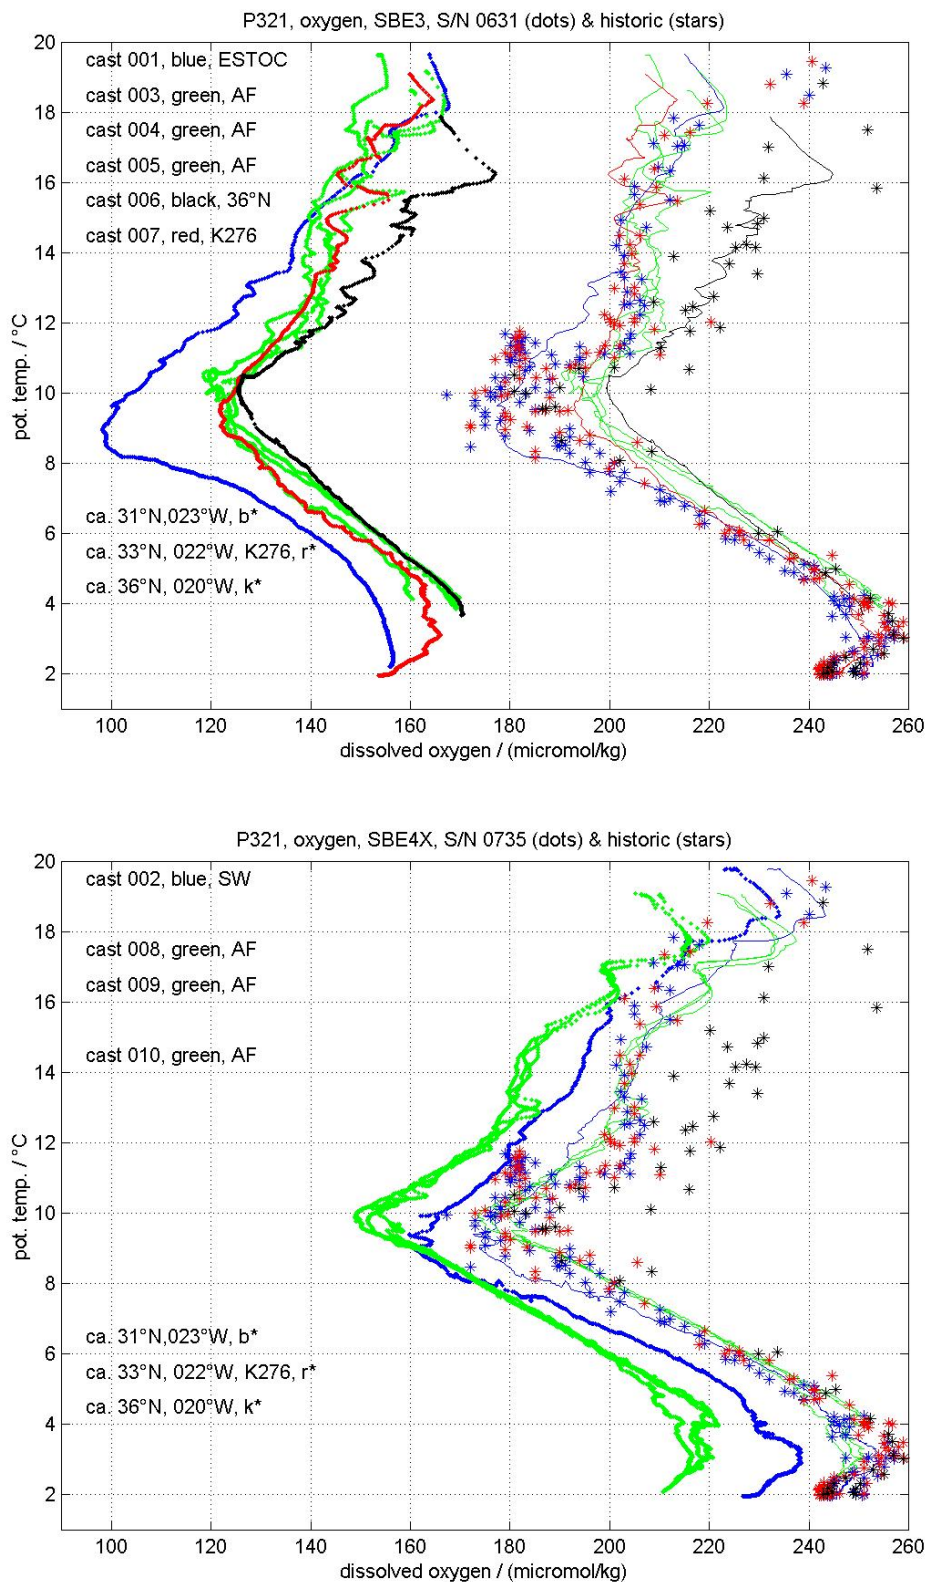 P321, oxygen, SBE3, S/N 0631 (dots) & historic (stars)
20
cast 001, blue, ESTOC
cast 003, green, AF
18
cast 004, green, AF
cast 005, green, AF
16
cast 006, black, 36°N
cast 007, red, K276
14
12
pot. temp. / °C
10
8
ca. 31°N,023°W, b*
6
ca. 33°N, 022°W, K276, r*
ca. 36°N, 020°W, k*
4
2
100 120 140 160 180 200 220 240 260
dissolved oxygen / (micromol/kg)
P321, oxygen, SBE4X, S/N 0735 (dots) & historic (stars)
20
cast 002, blue, SW
18
cast 008, green, AF
cast 009, green, AF
16
cast 010, green, AF
14
12
pot. temp. / °C
10
8
ca. 31°N,023°W, b*
6
ca. 33°N, 022°W, K276, r*
ca. 36°N, 020°W, k*
4
2
100 120 140 160 180 200 220 240 260
dissolved oxygen / (micromol/kg)